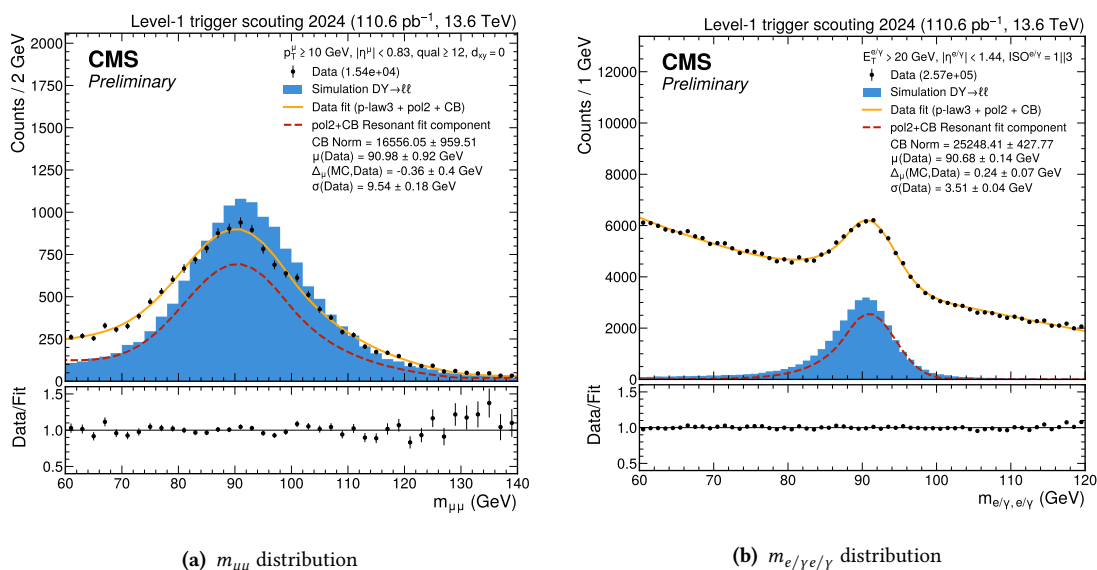 Level-1 trigger scouting 2024 (110.6 pb⁻¹, 13.6 TeV)
CMS
Preliminary
p_T^μ ≥ 10 GeV, |η^μ| < 0.83, qual ≥ 12, d_xy = 0
Data (1.54e+04)
Simulation DY→ℓℓ
Data fit (p-law3 + pol2 + CB)
pol2+CB Resonant fit component
CB Norm = 16556.05 ± 959.51
μ(Data) = 90.98 ± 0.92 GeV
Δ_μ(MC,Data) = -0.36 ± 0.4 GeV
σ(Data) = 9.54 ± 0.18 GeV
Counts / 2 GeV
2000
1750
1500
1250
1000
750
500
250
0
Data/Fit
1.5
1.0
0.5
60 70 80 90 100 110 120 130 140
m_μμ (GeV)
(a) m_μμ distribution
Level-1 trigger scouting 2024 (110.6 pb⁻¹, 13.6 TeV)
CMS
Preliminary
E_T^e/γ > 20 GeV, |η^e/γ| < 1.44, ISO^e/γ = 1||3
Data (2.57e+05)
Simulation DY→ℓℓ
Data fit (p-law3 + pol2 + CB)
pol2+CB Resonant fit component
CB Norm = 25248.41 ± 427.77
μ(Data) = 90.68 ± 0.14 GeV
Δ_μ(MC,Data) = 0.24 ± 0.07 GeV
σ(Data) = 3.51 ± 0.04 GeV
Counts / 1 GeV
12000
10000
8000
6000
4000
2000
0
Data/Fit
1.5
1.0
0.5
60 70 80 90 100 110 120
m_e/γ, e/γ (GeV)
(b) m_e/γe/γ distribution